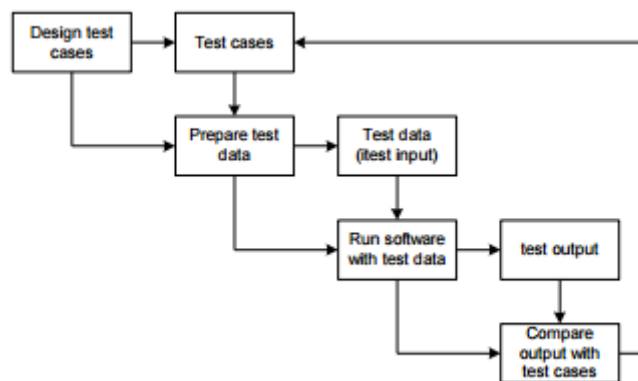 Design test
cases
Test cases
Prepare test
data
Test data
(itest input)
Run software
with test data
test output
Compare
output with
test cases